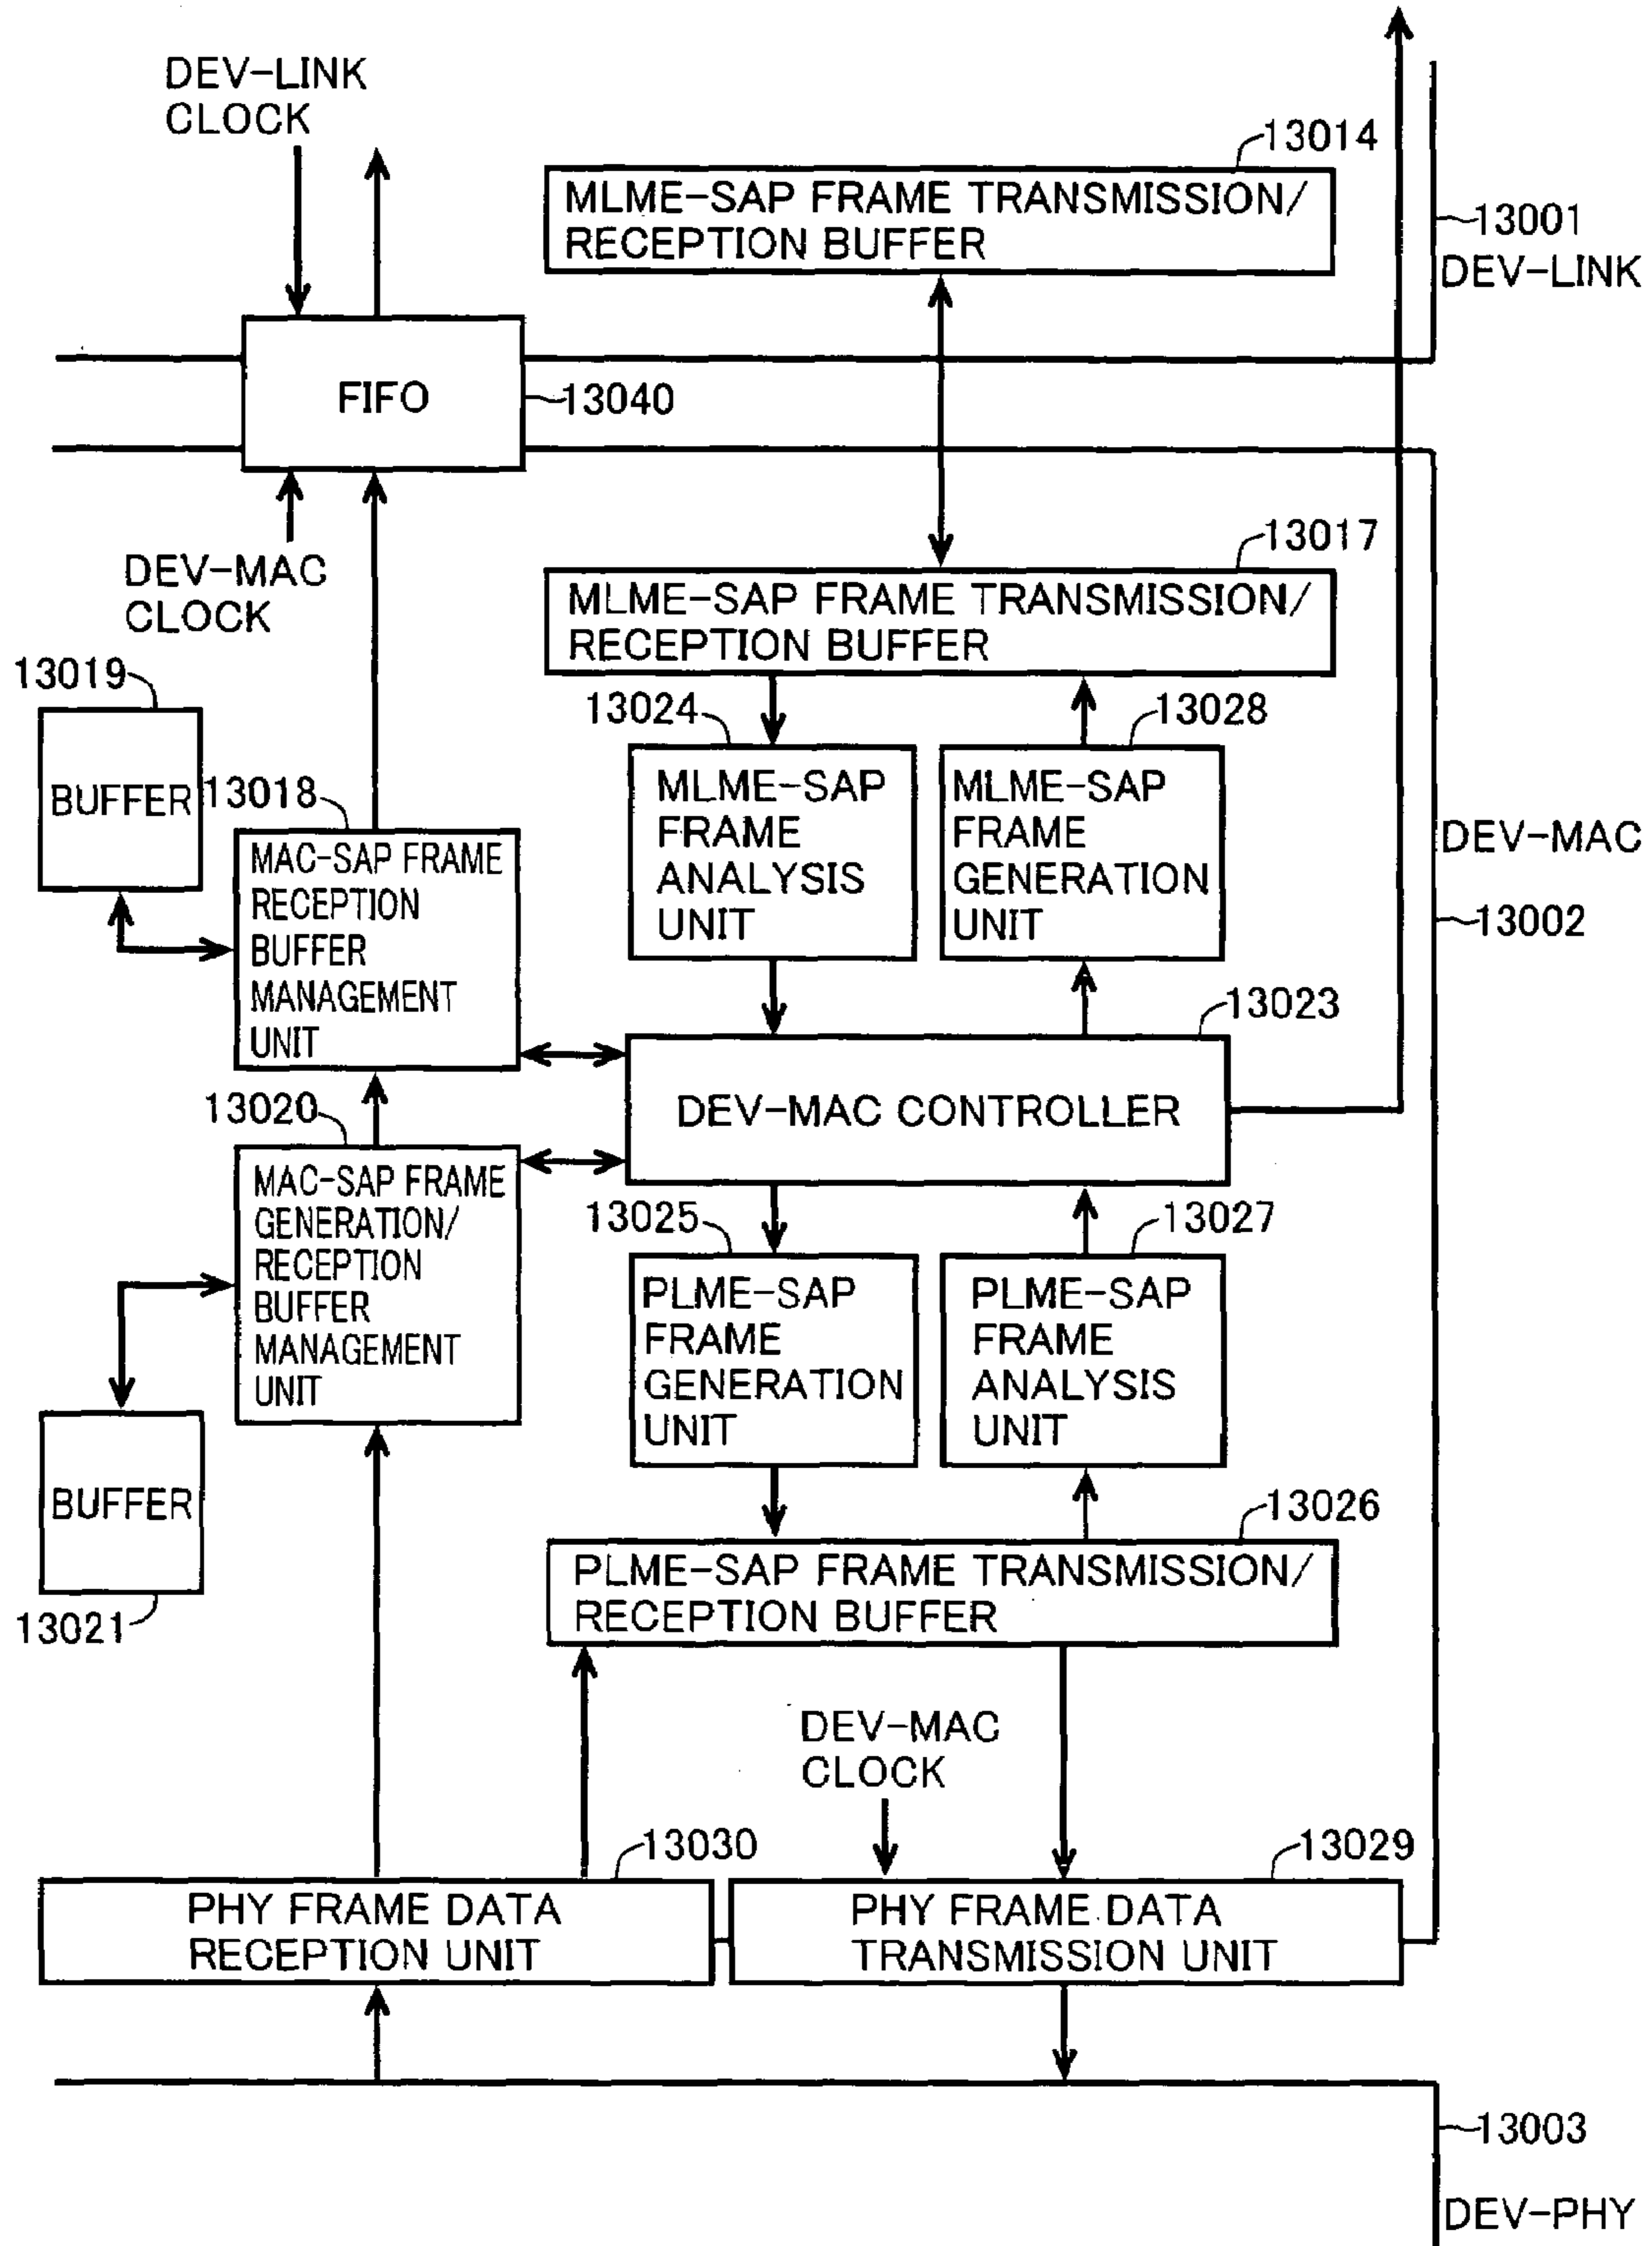 DEV-LINK
CLOCK
13014
MLME-SAP FRAME TRANSMISSION/
RECEPTION BUFFER
13001
DEV-LINK
FIFO
13040
DEV-MAC
CLOCK
13017
MLME-SAP FRAME TRANSMISSION/
RECEPTION BUFFER
13019
BUFFER
13024
13028
MLME-SAP
FRAME
ANALYSIS
UNIT
MLME-SAP
FRAME
GENERATION
UNIT
13018
MAC-SAP FRAME
RECEPTION
BUFFER
MANAGEMENT
UNIT
DEV-MAC
13002
13023
DEV-MAC CONTROLLER
13020
MAC-SAP FRAME
GENERATION/
RECEPTION
BUFFER
MANAGEMENT
UNIT
13025
13027
PLME-SAP
FRAME
GENERATION
UNIT
PLME-SAP
FRAME
ANALYSIS
UNIT
BUFFER
13021
13026
PLME-SAP FRAME TRANSMISSION/
RECEPTION BUFFER
DEV-MAC
CLOCK
13030
13029
PHY FRAME DATA
RECEPTION UNIT
PHY FRAME DATA
TRANSMISSION UNIT
13003
DEV-PHY